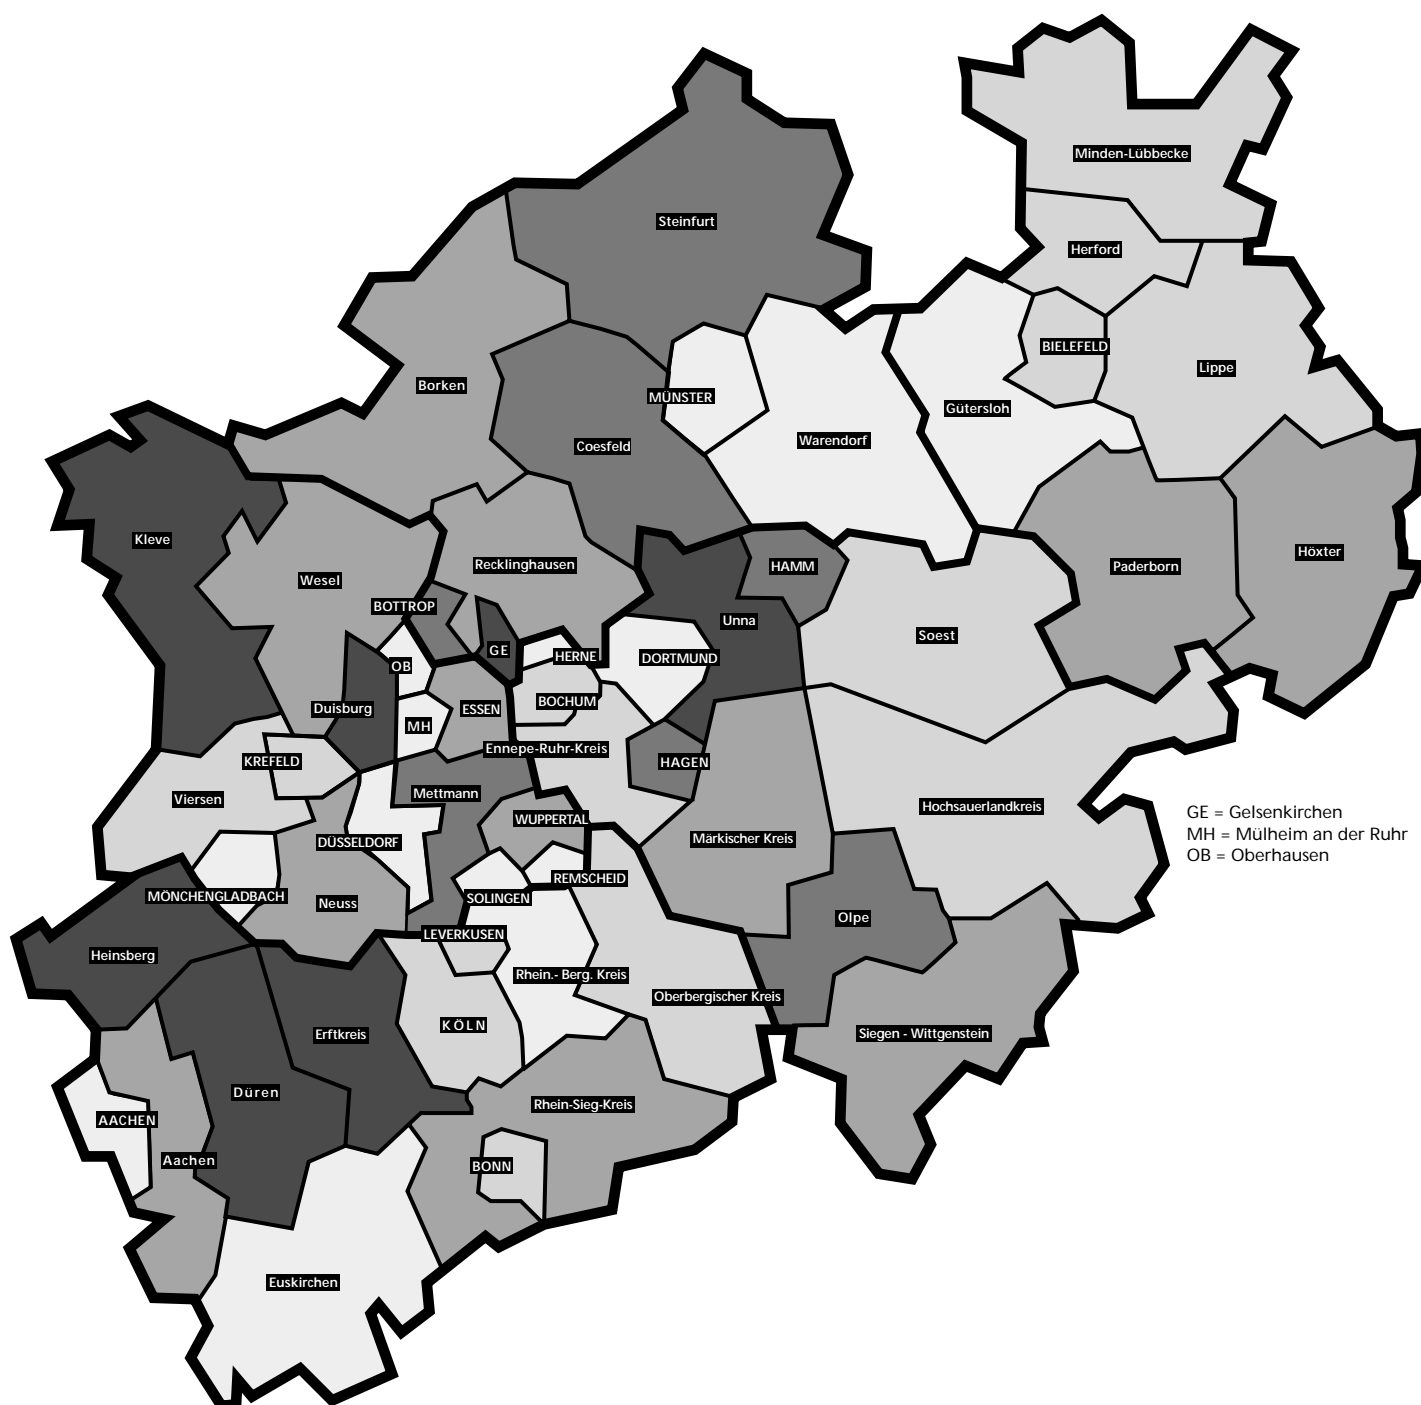 Minden-Lübbecke
Steinfurt
Herford
BIELEFELD
Lippe
Borken
MÜNSTER
Gütersloh
Warendorf
Coesfeld
Kleve
Höxter
Recklinghausen
HAMM
Paderborn
Wesel
BOTTROP
Unna
Soest
GE
HERNE
DORTMUND
OB
BOCHUM
Duisburg
ESSEN
MH
Ennepe-Ruhr-Kreis
KREFELD
HAGEN
Mettmann
Viersen
Hochsauerlandkreis
GE = Gelsenkirchen
MH = Mülheim an der Ruhr
OB = Oberhausen
WUPPERTAL
Märkischer Kreis
DÜSSELDORF
REMSCHEID
MÖNCHENGLADBACH
SOLINGEN
Neuss
Olpe
LEVERKUSEN
Heinsberg
Rhein.- Berg. Kreis
Oberbergischer Kreis
KÖLN
Erftkreis
Siegen - Wittgenstein
Düren
Rhein-Sieg-Kreis
AACHEN
Aachen
BONN
Euskirchen